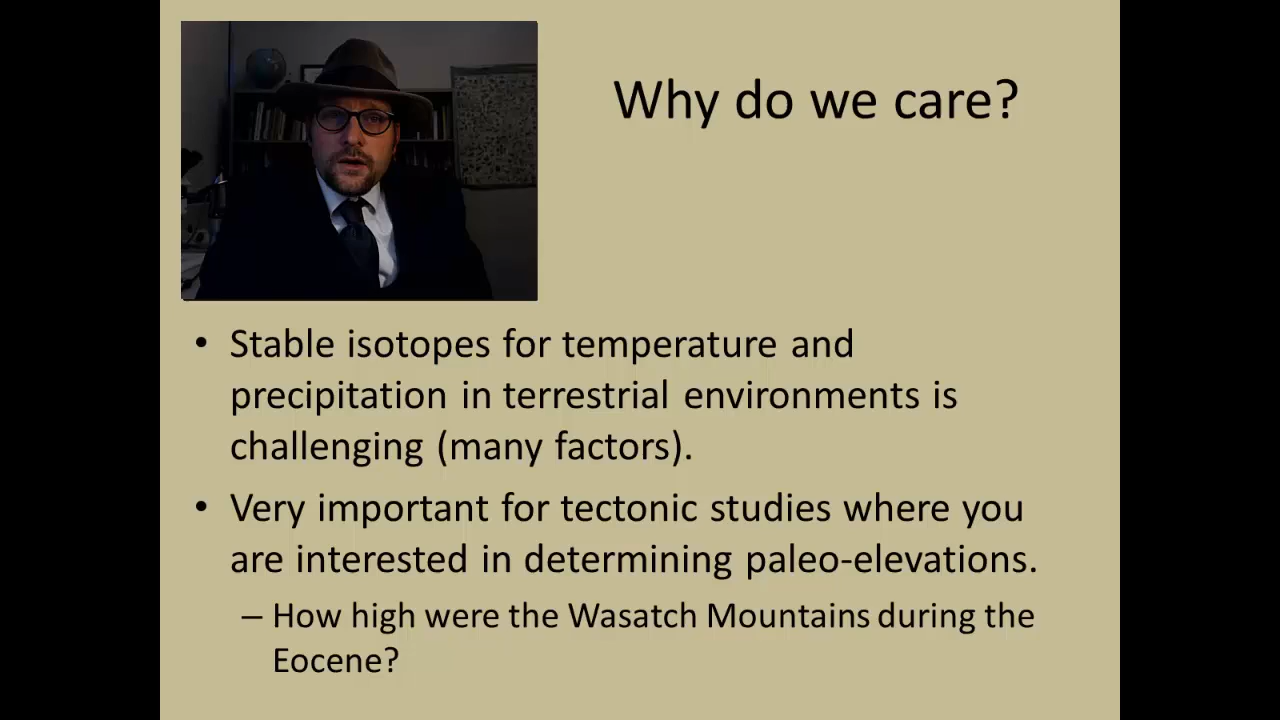 Why do we care?
• Stable isotopes for temperature and
precipitation in terrestrial environments is
challenging (many factors).
• Very important for tectonic studies where you
are interested in determining paleo-elevations.
– How high were the Wasatch Mountains during the
Eocene?